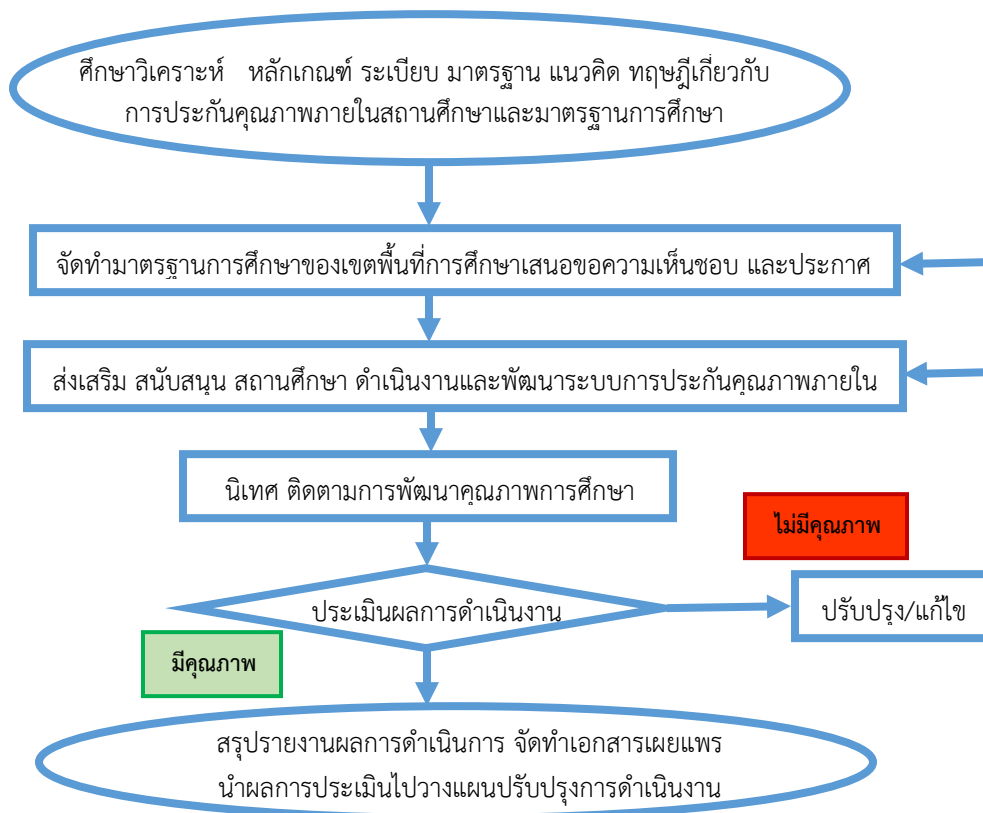 ศึกษาวิเคราะห์ หลักเกณฑ์ ระเบียบ มาตรฐาน แนวคิด ทฤษฎีเกี่ยวกับ
การประกันคุณภาพภายในสถานศึกษาและมาตรฐานการศึกษา
จัดทำมาตรฐานการศึกษาของเขตพื้นที่การศึกษาเสนอขอความเห็นชอบ และประกาศ
ส่งเสริม สนับสนุน สถานศึกษา ดำเนินงานและพัฒนาระบบการประกันคุณภาพภายใน
นิเทศ ติดตามการพัฒนาคุณภาพการศึกษา
ไม่มีคุณภาพ
ประเมินผลการดำเนินงาน
ปรับปรุง/แก้ไข
มีคุณภาพ
สรุปรายงานผลการดำเนินการ จัดทำเอกสารเผยแพร
นำผลการประเมินไปวางแผนปรับปรุงการดำเนินงาน